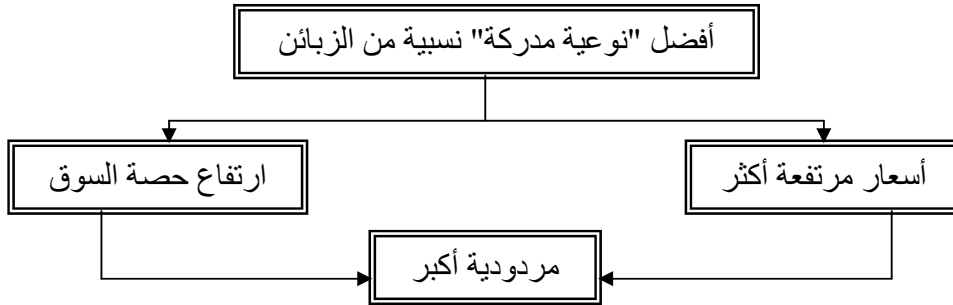 أفضل "نوعية مدركة" نسبية من الزبائن
أسعار مرتفعة أكثر
ارتفاع حصة السوق
مردودية أكبر